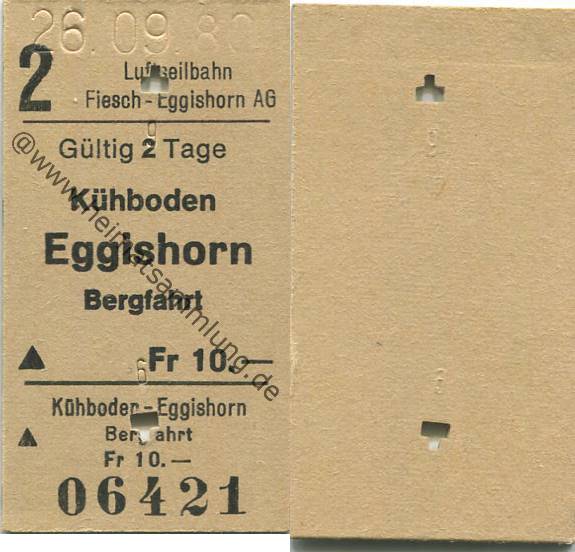 26.09.80
2
Luftseilbahn
Fiesch-Eggishorn AG
Gültig 2 Tage
Kühboden
Eggishorn
Bergfahrt
Fr 10.—
Kühboden-Eggishorn
Bergfahrt
Fr 10.—
06421
@www.heimatsammlung.de